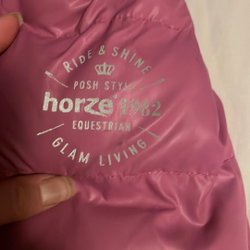 RIDE & SHINE
POSH STYLE
horze® 1982
EQUESTRIAN
GLAM LIVING